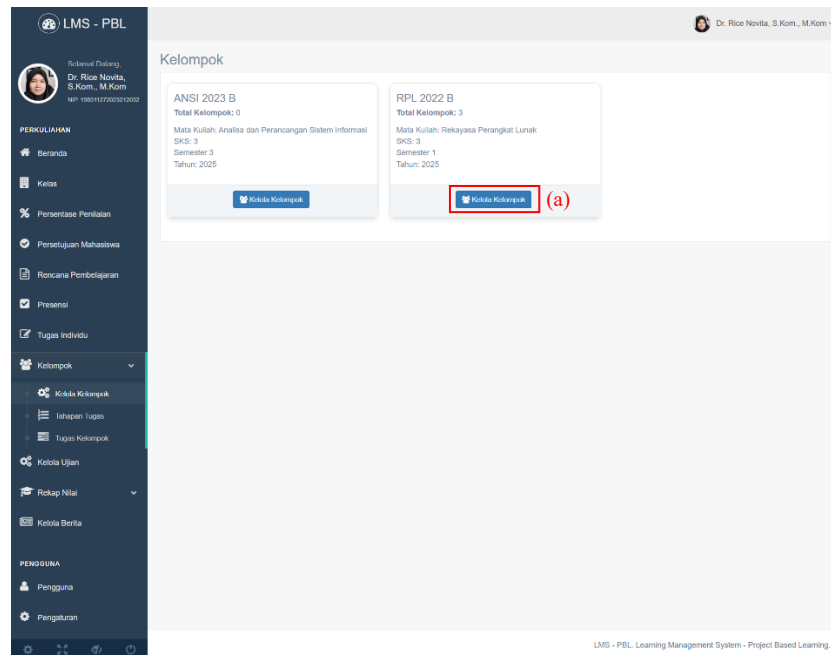 LMS - PBL
Dr. Rice Novita, S.Kom., M.Kom
Selamat Datang,
Dr. Rice Novita,
S.Kom., M.Kom
PERKULIAHAN
Beranda
Kelas
Persentase Penilaian
Persetujuan Mahasiswa
Rencana Pembelajaran
Presensi
Tugas Individu
Kelompok
Kelola Kelompok
Tahapan Tugas
Tugas Kelompok
Kelola Ujian
Rekap Nilai
Kelola Berita
PENGGUNA
Pengguna
Pengaturan
Kelompok
ANSI 2023 B
Total Kelompok: 0
Mata Kuliah: Analisa dan Perancangan Sistem Informasi
SKS: 3
Semester 3
Tahun: 2025
Kelola Kelompok
RPL 2022 B
Total Kelompok: 3
Mata Kuliah: Rekayasa Perangkat Lunak
SKS: 3
Semester 1
Tahun: 2025
Kelola Kelompok
(a)
LMS - PBL. Learning Management System - Project Based Learning.